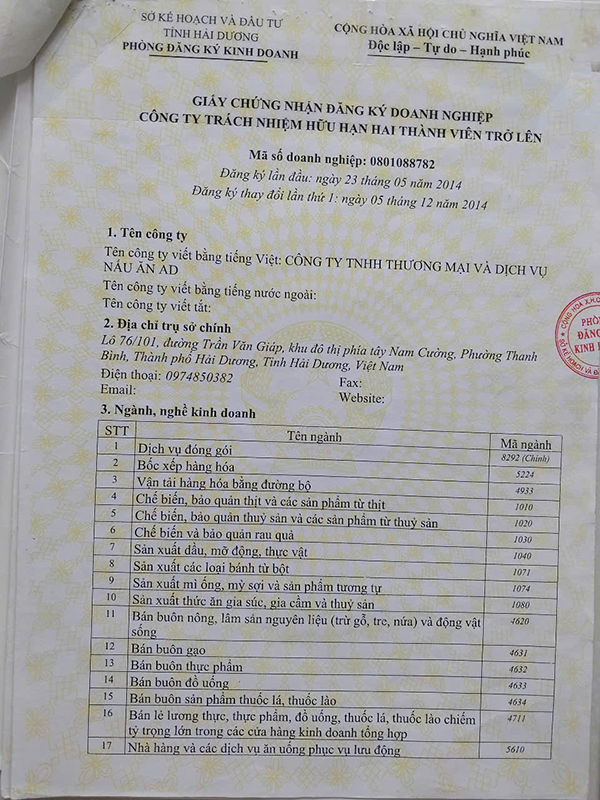 SỞ KẾ HOẠCH VÀ ĐẦU TƯ
TỈNH HẢI DƯƠNG
PHÒNG ĐĂNG KÝ KINH DOANH
CỘNG HÒA XÃ HỘI CHỦ NGHĨA VIỆT NAM
Độc lập – Tự do – Hạnh phúc
GIẤY CHỨNG NHẬN ĐĂNG KÝ DOANH NGHIỆP
CÔNG TY TRÁCH NHIỆM HỮU HẠN HAI THÀNH VIÊN TRỞ LÊN
Mã số doanh nghiệp: 0801088782
Đăng ký lần đầu: ngày 23 tháng 05 năm 2014
Đăng ký thay đổi lần thứ 1: ngày 05 tháng 12 năm 2014
1. Tên công ty
Tên công ty viết bằng tiếng Việt: CÔNG TY TNHH THƯƠNG MẠI VÀ DỊCH VỤ
NẤU ĂN AD
Tên công ty viết bằng tiếng nước ngoài:
Tên công ty viết tắt:
2. Địa chỉ trụ sở chính
Lô 76/101, đường Trần Văn Giáp, khu đô thị phía tây Nam Cường, Phường Thanh
Bình, Thành phố Hải Dương, Tỉnh Hải Dương, Việt Nam
Điện thoại: 0974850382 Fax:
Email: Website:
3. Ngành, nghề kinh doanh
STT Tên ngành Mã ngành
1 Dịch vụ đóng gói 8292 (Chính)
2 Bốc xếp hàng hóa 5224
3 Vận tải hàng hóa bằng đường bộ 4933
4 Chế biến, bảo quản thịt và các sản phẩm từ thịt 1010
5 Chế biến, bảo quản thuỷ sản và các sản phẩm từ thuỷ sản 1020
6 Chế biến và bảo quản rau quả 1030
7 Sản xuất dầu, mỡ động, thực vật 1040
8 Sản xuất các loại bánh từ bột 1071
9 Sản xuất mì ống, mỳ sợi và sản phẩm tương tự 1074
10 Sản xuất thức ăn gia súc, gia cầm và thuỷ sản 1080
11 Bán buôn nông, lâm sản nguyên liệu (trừ gỗ, tre, nứa) và động vật 4620
sống
12 Bán buôn gạo 4631
13 Bán buôn thực phẩm 4632
14 Bán buôn đồ uống 4633
15 Bán buôn sản phẩm thuốc lá, thuốc lào 4634
16 Bán lẻ lương thực, thực phẩm, đồ uống, thuốc lá, thuốc lào chiếm 4711
tỷ trọng lớn trong các cửa hàng kinh doanh tổng hợp
17 Nhà hàng và các dịch vụ ăn uống phục vụ lưu động 5610